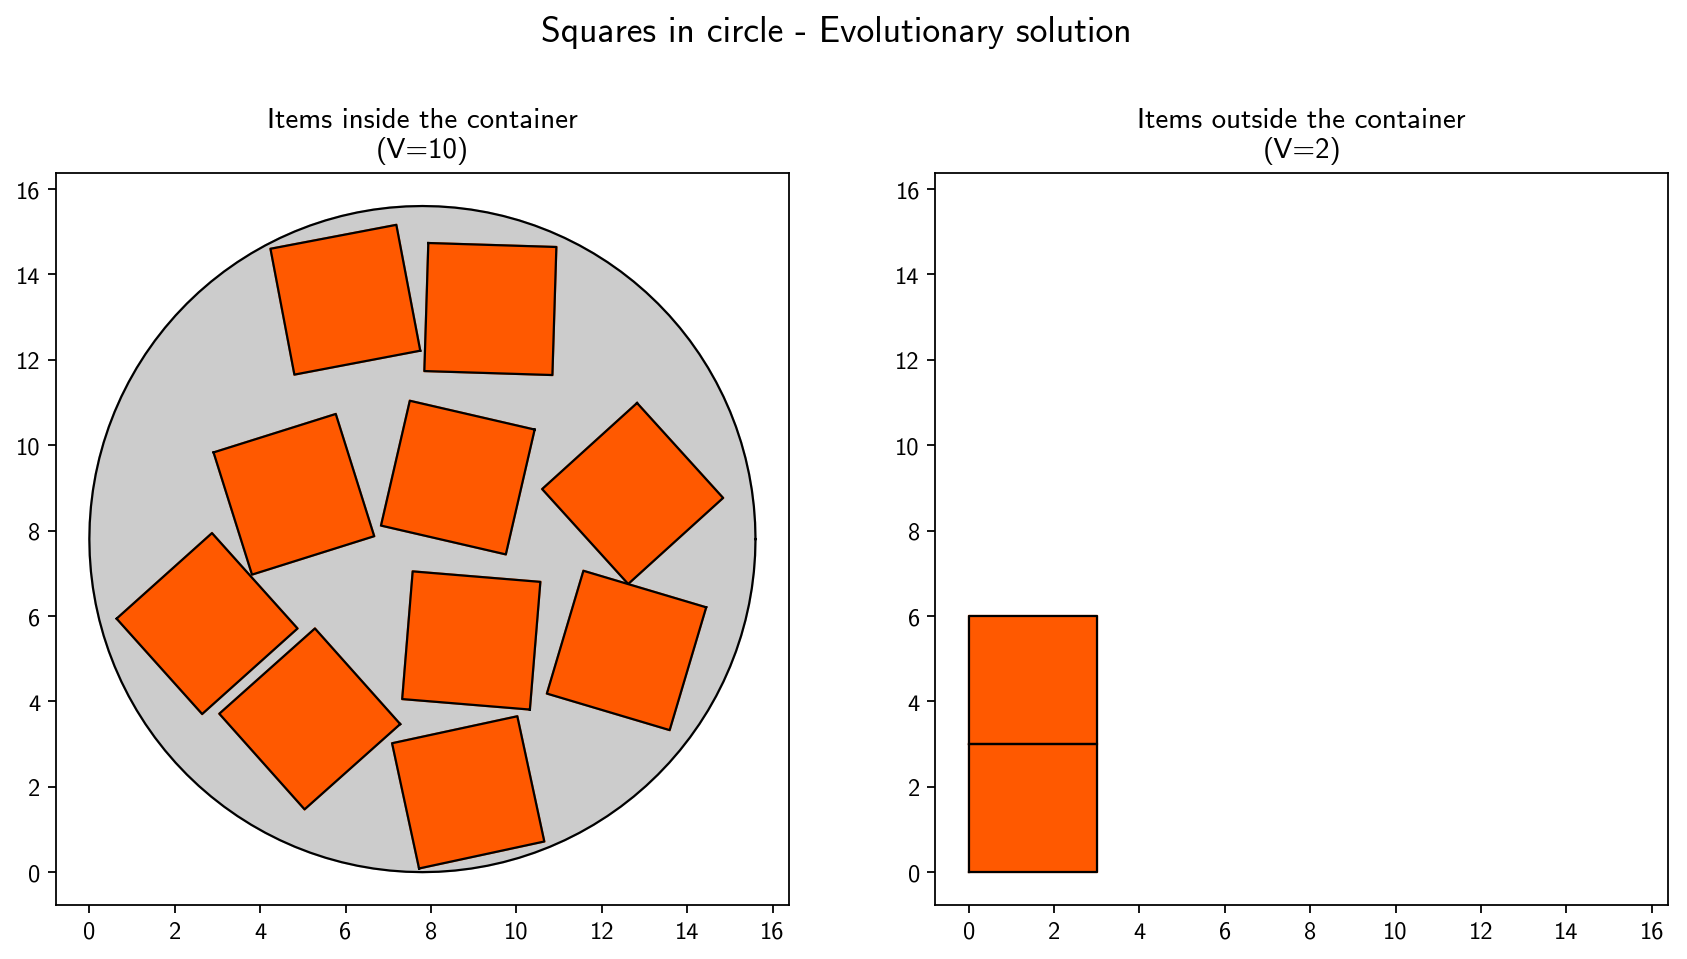 Squares in circle - Evolutionary solution
Items inside the container
(V=10)
16
14
12
10
8
6
4
2
0
0 2 4 6 8 10 12 14 16
Items outside the container
(V=2)
16
14
12
10
8
6
4
2
0
0 2 4 6 8 10 12 14 16